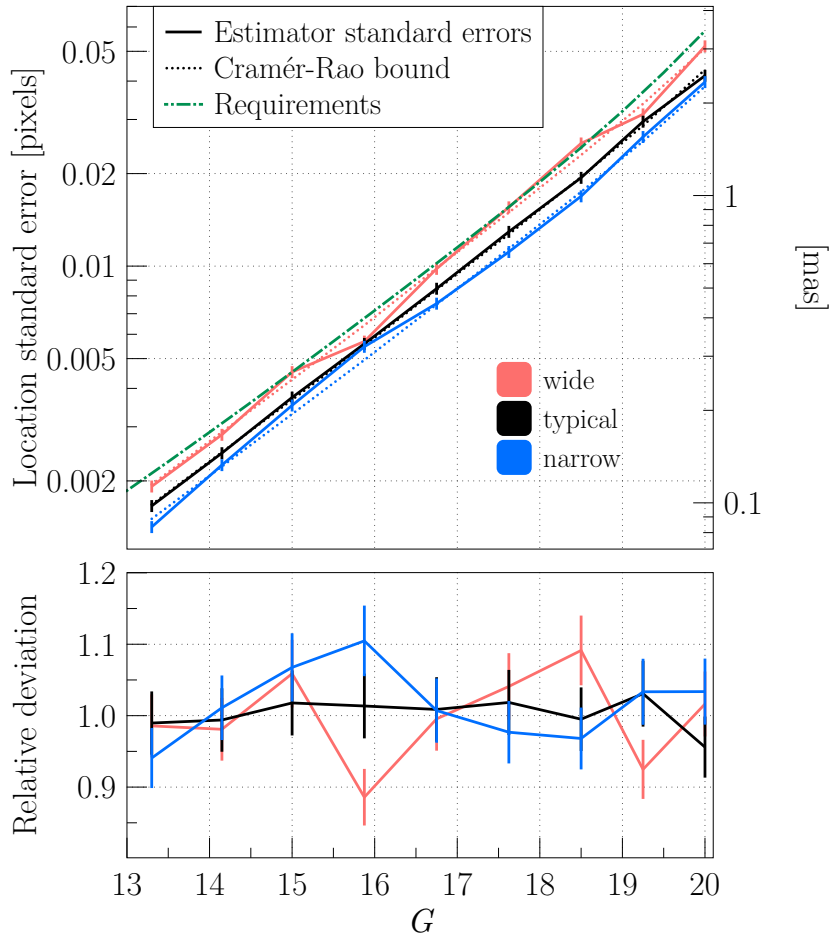 Estimator standard errors
Cramér-Rao bound
Requirements
Location standard error [pixels]
0.05
0.02
0.01
0.005
0.002
1
0.1
[mas]
wide
typical
narrow
Relative deviation
1.2
1.1
1.0
0.9
13 14 15 16 17 18 19 20
G